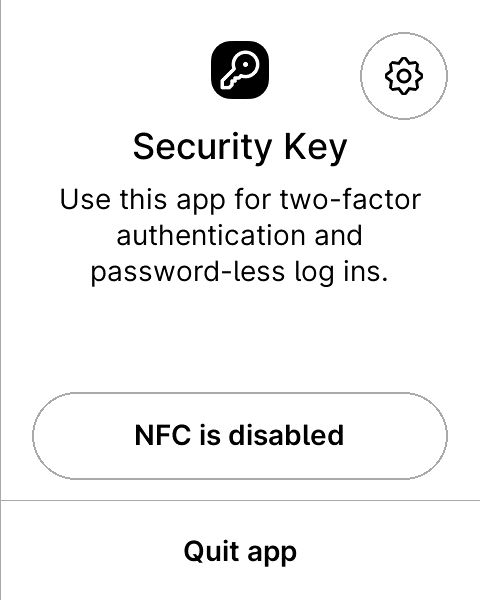 Security Key
Use this app for two-factor
authentication and
password-less log ins.
NFC is disabled
Quit app